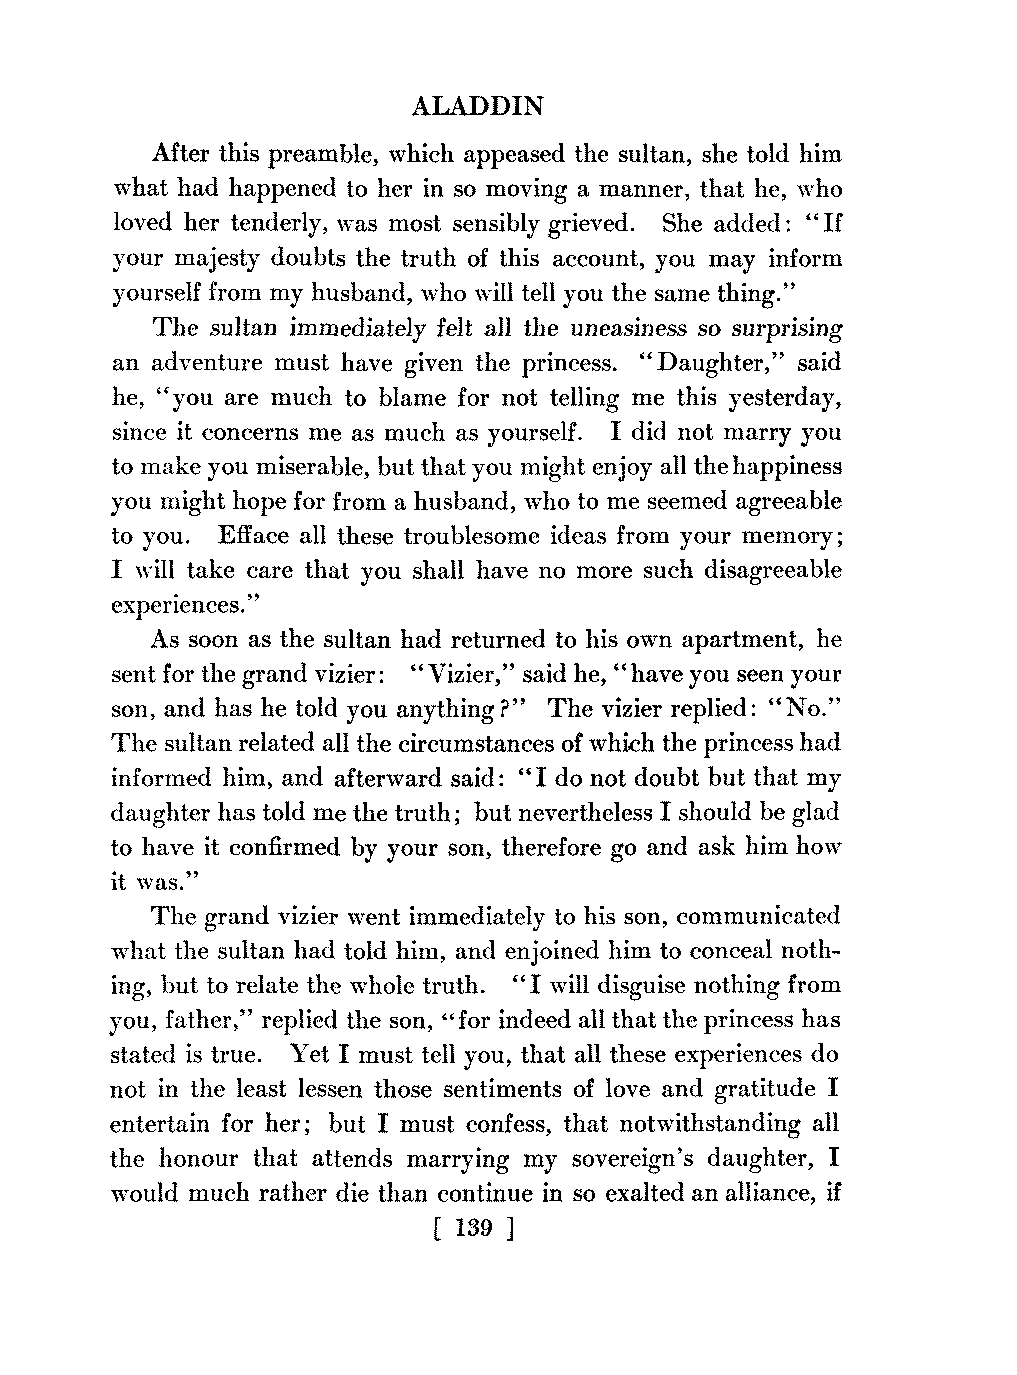 ALADDIN
After this preamble, which appeased the sultan, she told him
what had happened to her in so moving a manner, that he, who
loved her tenderly, was most sensibly grieved. She added: “If
your majesty doubts the truth of this account, you may inform
yourself from my husband, who will tell you the same thing.”
The sultan immediately felt all the uneasiness so surprising
an adventure must have given the princess. “Daughter,” said
he, “you are much to blame for not telling me this yesterday,
since it concerns me as much as yourself. I did not marry you
to make you miserable, but that you might enjoy all the happiness
you might hope for from a husband, who to me seemed agreeable
to you. Efface all these troublesome ideas from your memory;
I will take care that you shall have no more such disagreeable
experiences.”
As soon as the sultan had returned to his own apartment, he
sent for the grand vizier: “Vizier,” said he, “have you seen your
son, and has he told you anything?” The vizier replied: “No.”
The sultan related all the circumstances of which the princess had
informed him, and afterward said: “I do not doubt but that my
daughter has told me the truth; but nevertheless I should be glad
to have it confirmed by your son, therefore go and ask him how
it was.”
The grand vizier went immediately to his son, communicated
what the sultan had told him, and enjoined him to conceal noth-
ing, but to relate the whole truth. “I will disguise nothing from
you, father,” replied the son, “for indeed all that the princess has
stated is true. Yet I must tell you, that all these experiences do
not in the least lessen those sentiments of love and gratitude I
entertain for her; but I must confess, that notwithstanding all
the honour that attends marrying my sovereign's daughter, I
would much rather die than continue in so exalted an alliance, if
[ 139 ]